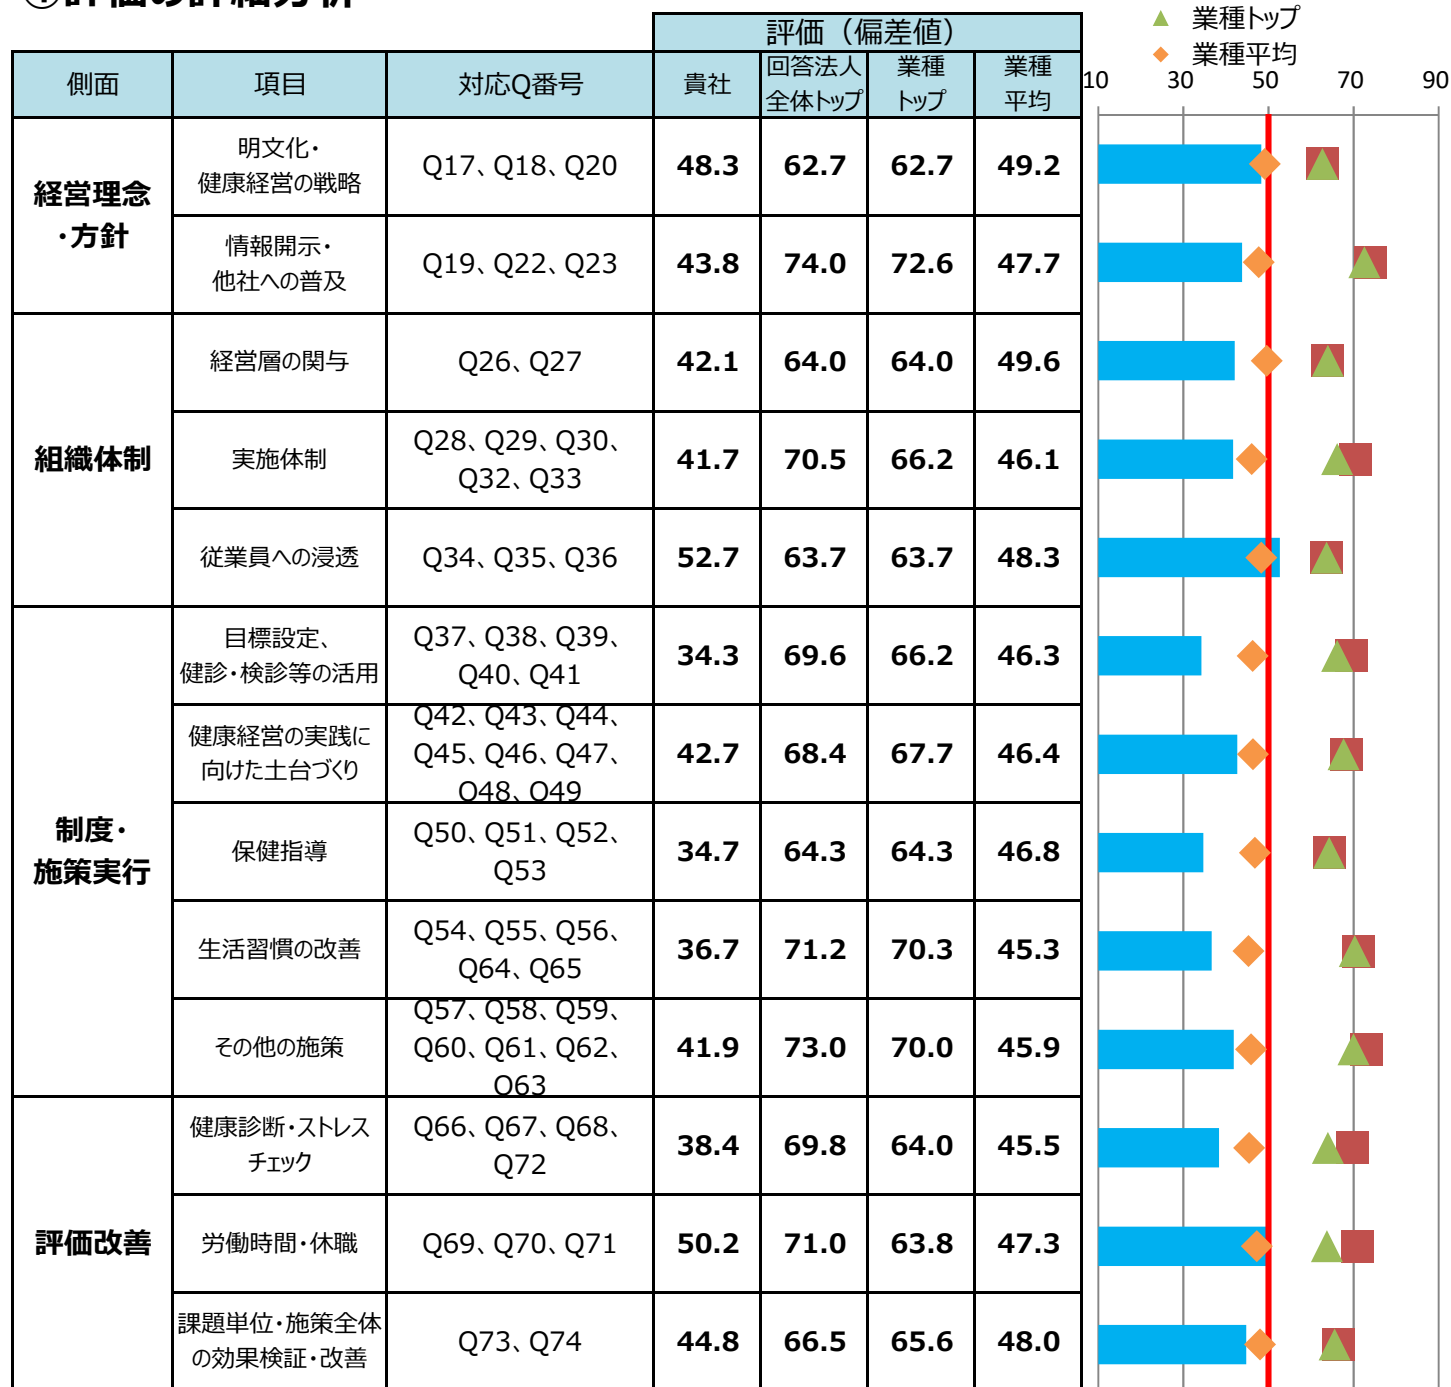 ①評価の詳細分析
業種トップ
業種平均
評価（偏差値）
側面 項目 対応Q番号 貴社 回答法人 業種 業種
全体トップ トップ 平均
10 30 50 70 90
経営理念
・方針
明文化・
健康経営の戦略
Q17、Q18、Q20 48.3 62.7 62.7 49.2
情報開示・
他社への普及
Q19、Q22、Q23 43.8 74.0 72.6 47.7
組織体制
経営層の関与 Q26、Q27 42.1 64.0 64.0 49.6
実施体制
Q28、Q29、Q30、
Q32、Q33
41.7 70.5 66.2 46.1
従業員への浸透 Q34、Q35、Q36 52.7 63.7 63.7 48.3
制度・
施策実行
目標設定、
健診・検診等の活用
Q37、Q38、Q39、
Q40、Q41
34.3 69.6 66.2 46.3
健康経営の実践に
向けた土台づくり
Q42、Q43、Q44、
Q45、Q46、Q47、
Q48、Q49
42.7 68.4 67.7 46.4
保健指導
Q50、Q51、Q52、
Q53
34.7 64.3 64.3 46.8
生活習慣の改善
Q54、Q55、Q56、
Q64、Q65
36.7 71.2 70.3 45.3
その他の施策
Q57、Q58、Q59、
Q60、Q61、Q62、
Q63
41.9 73.0 70.0 45.9
評価改善
健康診断・ストレス
チェック
Q66、Q67、Q68、
Q72
38.4 69.8 64.0 45.5
労働時間・休職 Q69、Q70、Q71 50.2 71.0 63.8 47.3
課題単位・施策全体
の効果検証・改善
Q73、Q74 44.8 66.5 65.6 48.0